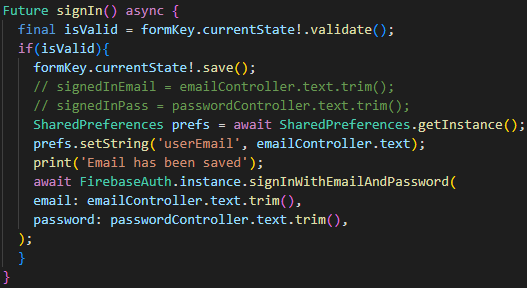 Future signIn() async {
final isValid = formKey.currentState!.validate();
if(isValid){
formKey.currentState!.save();
// signedInEmail = emailController.text.trim();
// signedInPass = passwordController.text.trim();
SharedPreferences prefs = await SharedPreferences.getInstance();
prefs.setString('userEmail', emailController.text);
print('Email has been saved');
await FirebaseAuth.instance.signInWithEmailAndPassword(
email: emailController.text.trim(),
password: passwordController.text.trim(),
);
}
}